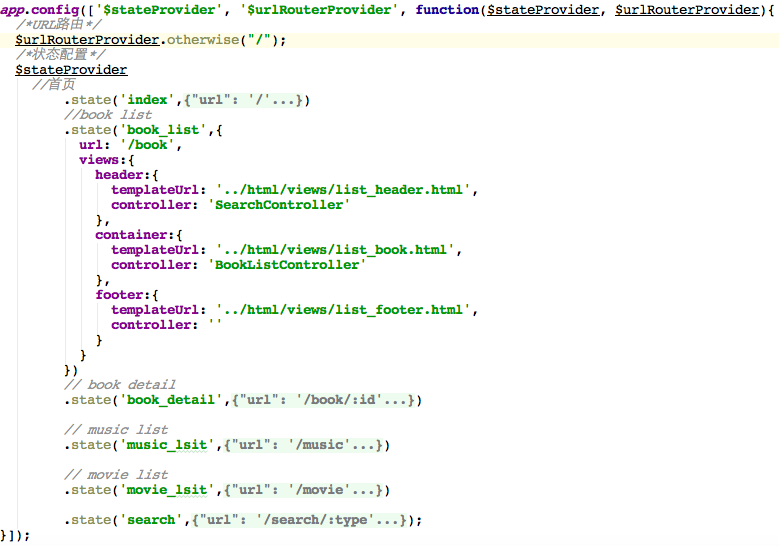 app.config(['$stateProvider', '$urlRouterProvider', function($stateProvider, $urlRouterProvider){
/*URL路由*/
$urlRouterProvider.otherwise("/");
/*状态配置*/
$stateProvider
//首页
.state('index',{"url": '/'...})
//book list
.state('book_list',{
url: '/book',
views:{
header:{
templateUrl: '../html/views/list_header.html',
controller: 'SearchController'
},
container:{
templateUrl: '../html/views/list_book.html',
controller: 'BookListController'
},
footer:{
templateUrl: '../html/views/list_footer.html',
controller: ''
}
}
})
// book detail
.state('book_detail',{"url": '/book/:id'...})
// music list
.state('music_lsit',{"url": '/music'...})
// movie list
.state('movie_lsit',{"url": '/movie'...})
.state('search',{"url": '/search/:type'...});
}]);